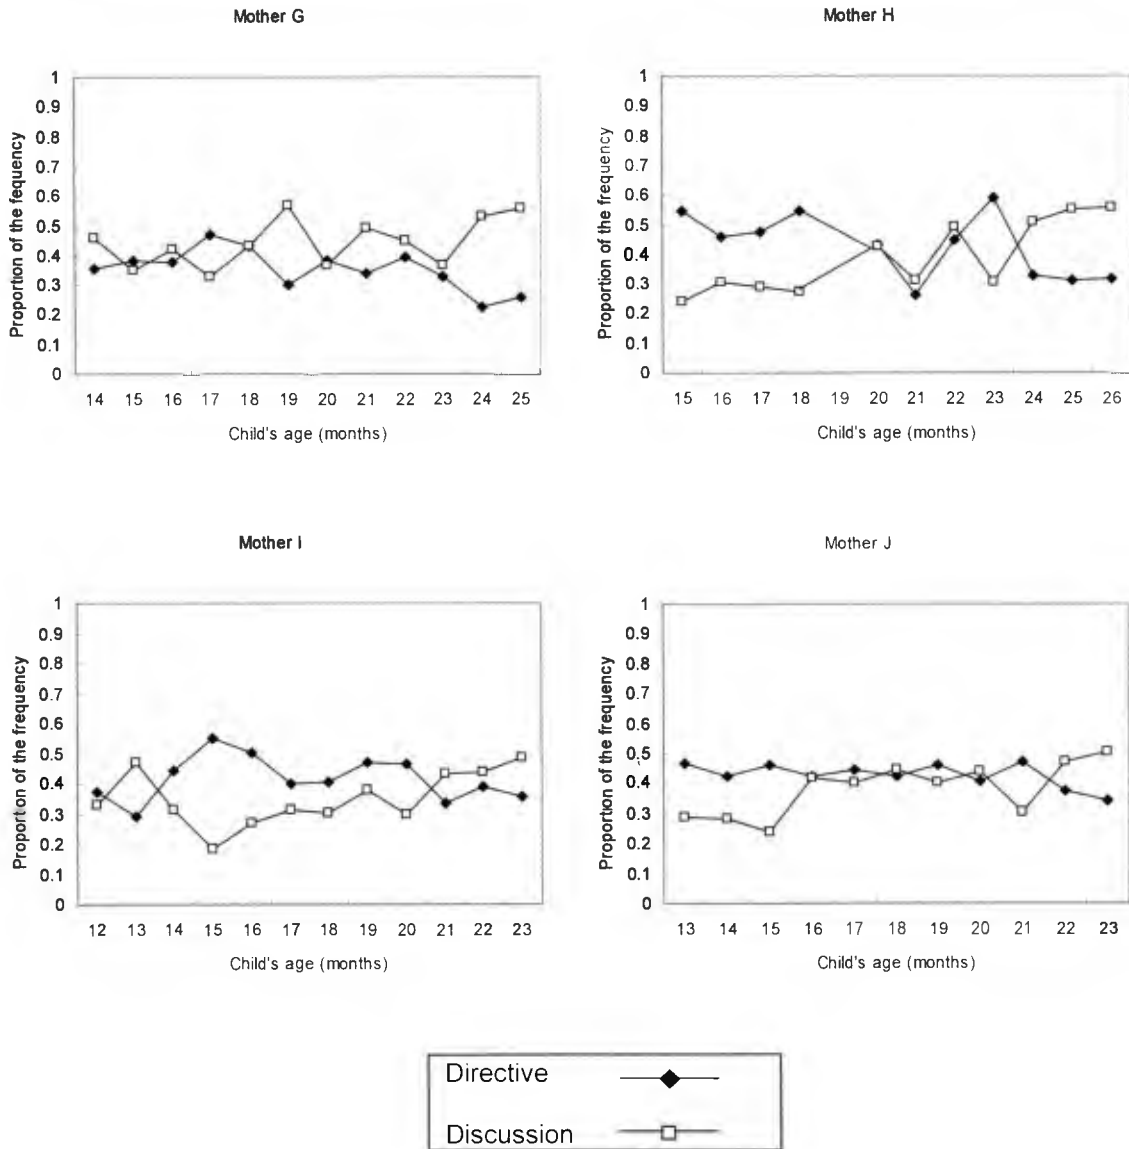 Mother G
Proportion of the fequency
1
0.9
0.8
0.7
0.6
0.5
0.4
0.3
0.2
0.1
0
14 15 16 17 18 19 20 21 22 23 24 25
Child's age (months)
Mother H
Proportion of the frequency
1
0.9
0.8
0.7
0.6
0.5
0.4
0.3
0.2
0.1
0
15 16 17 18 19 20 21 22 23 24 25 26
Child's age (months)
Mother I
Proportion of the frequency
1
0.9
0.8
0.7
0.6
0.5
0.4
0.3
0.2
0.1
0
12 13 14 15 16 17 18 19 20 21 22 23
Child's age (months)
Mother J
Proportion of the frequency
1
0.9
0.8
0.7
0.6
0.5
0.4
0.3
0.2
0.1
0
13 14 15 16 17 18 19 20 21 22 23
Child's age (months)
Directive
Discussion